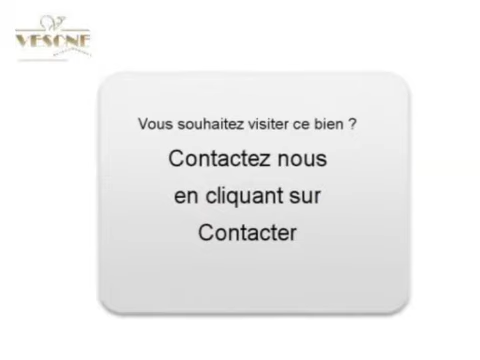 VESONE
Vous souhaitez visiter ce bien ?
Contactez nous
en cliquant sur
Contacter